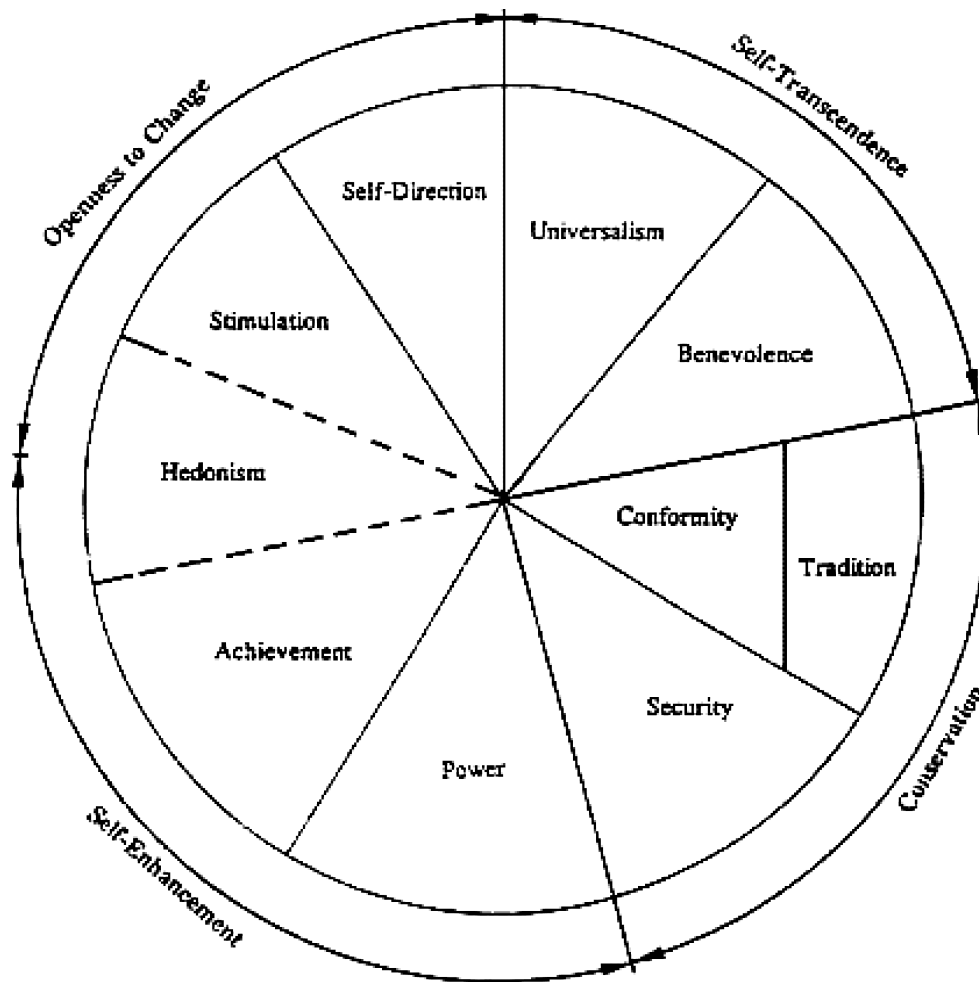 Openness to Change
Self-Transcendence
Self-Direction
Universalism
Stimulation
Benevolence
Hedonism
Conformity
Tradition
Achievement
Security
Power
Self-Enhancement
Conservation